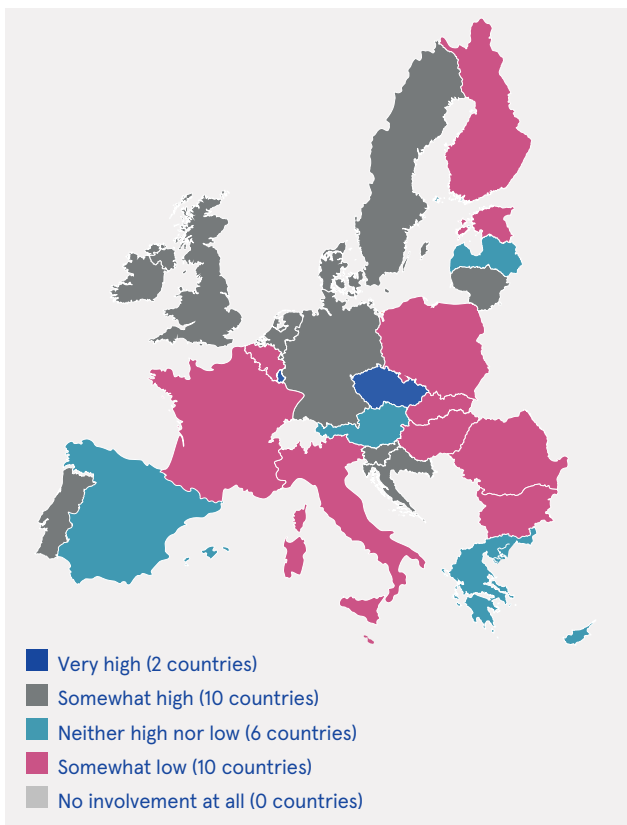 Very high (2 countries)
Somewhat high (10 countries)
Neither high nor low (6 countries)
Somewhat low (10 countries)
No involvement at all (0 countries)